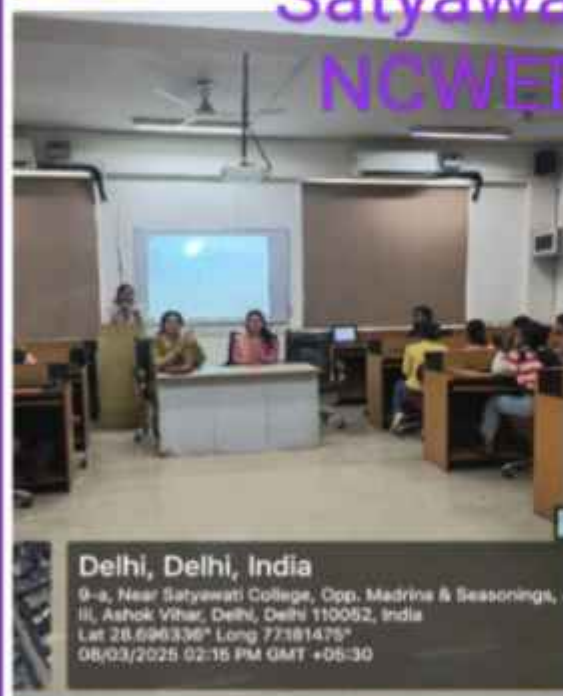 Satyawa
NCWEB
Delhi, Delhi, India
9-a, Near Satyawati College, Opp. Madrina & Seasonings,
iii, Ashok Vihar, Delhi, Delhi 110052, India
Lat 28.696336° Long 77.181475°
08/03/2025 02:15 PM GMT +05:30